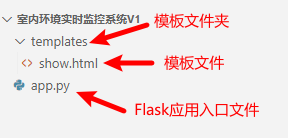 室内环境实时监控系统V1
模板文件夹
templates
show.html
模板文件
app.py
Flask应用入口文件